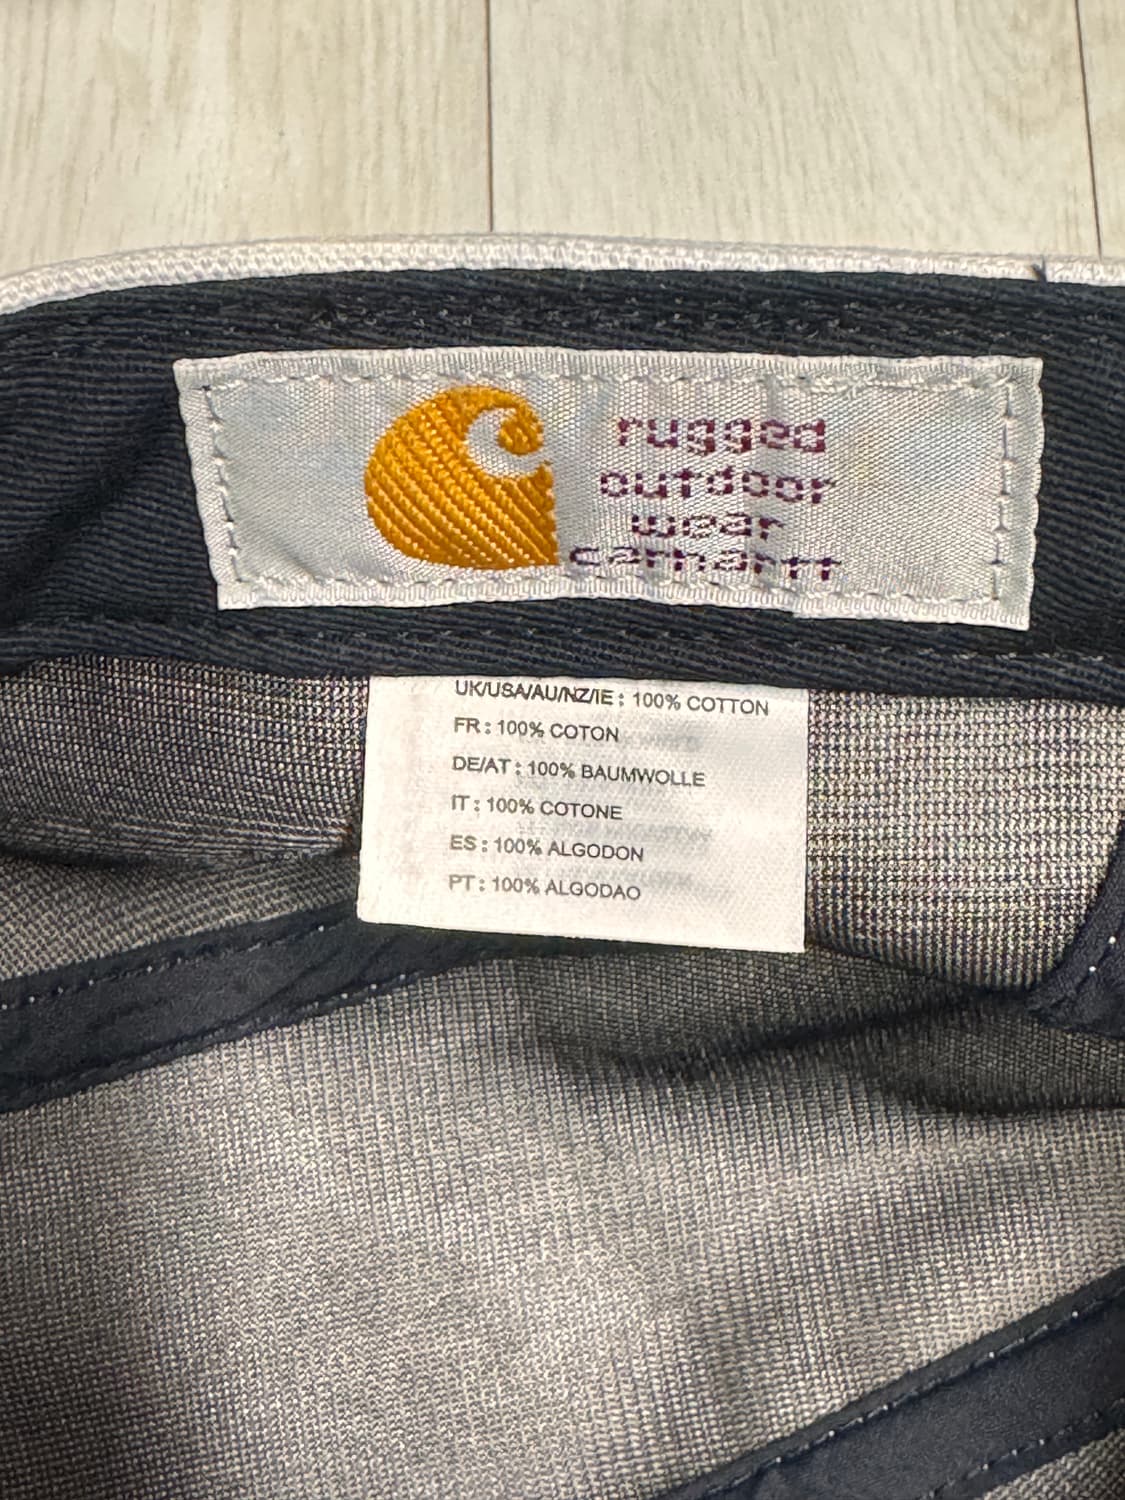 rugged
outdoor
wear
carhartt
UK/USA/AU/NZ/IE : 100% COTTON
FR : 100% COTON
DE/AT : 100% BAUMWOLLE
IT : 100% COTONE
ES : 100% ALGODON
PT : 100% ALGODAO